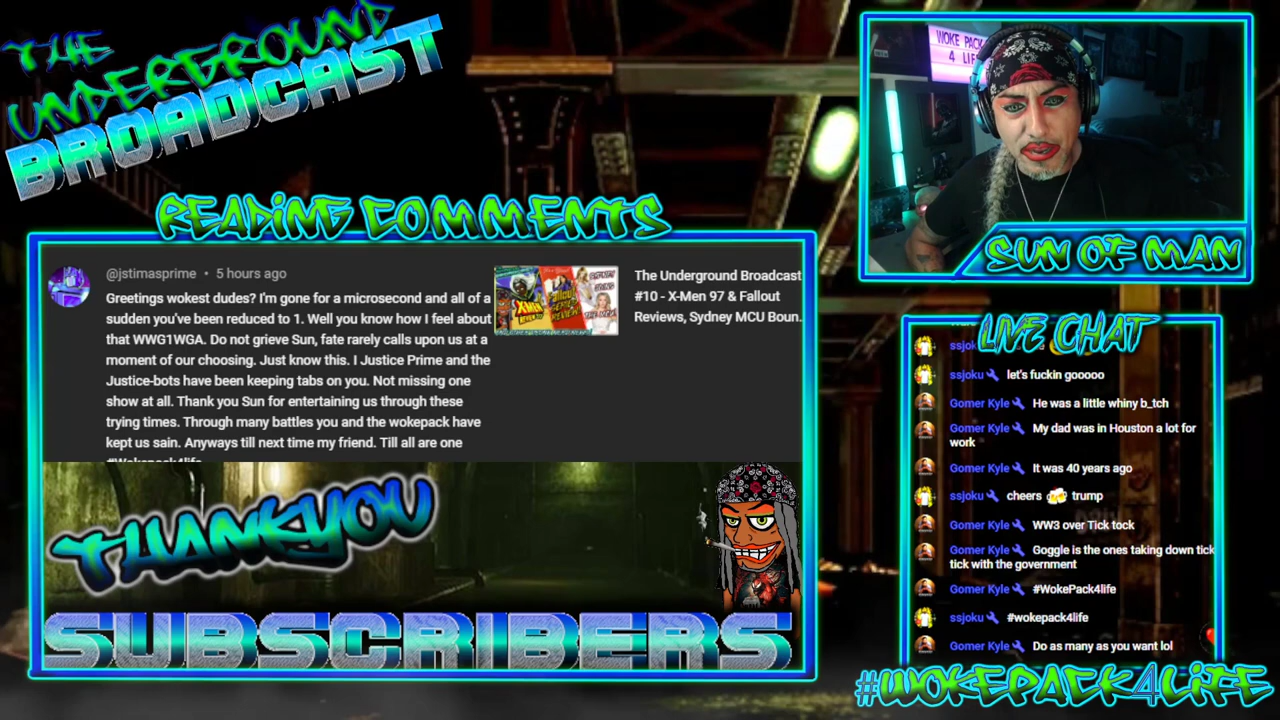 THE
UNDERGROUND
BROADCAST
READING COMMENTS
@jstimasprime • 5 hours ago
Greetings wokest dudes? I'm gone for a microsecond and all of a
sudden you've been reduced to 1. Well you know how I feel about
that WWG1WGA. Do not grieve Sun, fate rarely calls upon us at a
moment of our choosing. Just know this. I Justice Prime and the
Justice-bots have been keeping tabs on you. Not missing one
show at all. Thank you Sun for entertaining us through these
trying times. Through many battles you and the wokepack have
kept us sain. Anyways till next time my friend. Till all are one
#Wokepack4life
The Underground Broadcast
#10 - X-Men 97 & Fallout
Reviews, Sydney MCU Boun..
THANKYOU
SUBSCRIBERS
WOKE PACK
4 LIFE
SUN OF MAN
LIVE CHAT
ssjok
ssjoku let's fuckin gooooo
Gomer Kyle He was a little whiny b_tch
Gomer Kyle My dad was in Houston a lot for
work
Gomer Kyle It was 40 years ago
ssjoku cheers 🍻 trump
Gomer Kyle WW3 over Tick tock
Gomer Kyle Goggle is the ones taking down tick
tick with the government
Gomer Kyle #WokePack4life
ssjoku #wokepack4life
Gomer Kyle Do as many as you want lol
#WOKEPACK4LIFE